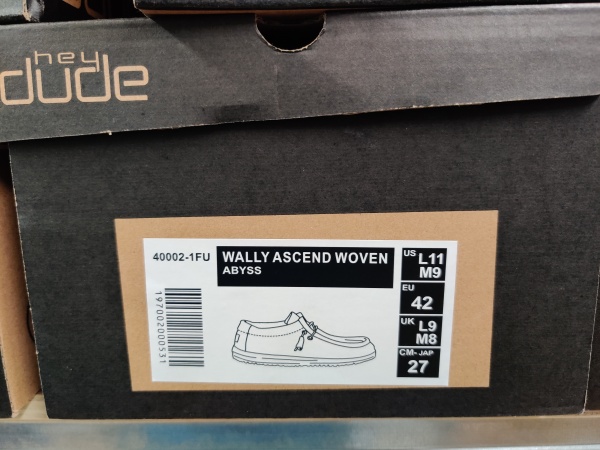 hey
dude
40002-1FU
WALLY ASCEND WOVEN
ABYSS
197002000531
US L11
M9
EU
42
UK L9
M8
CM- JAP
27